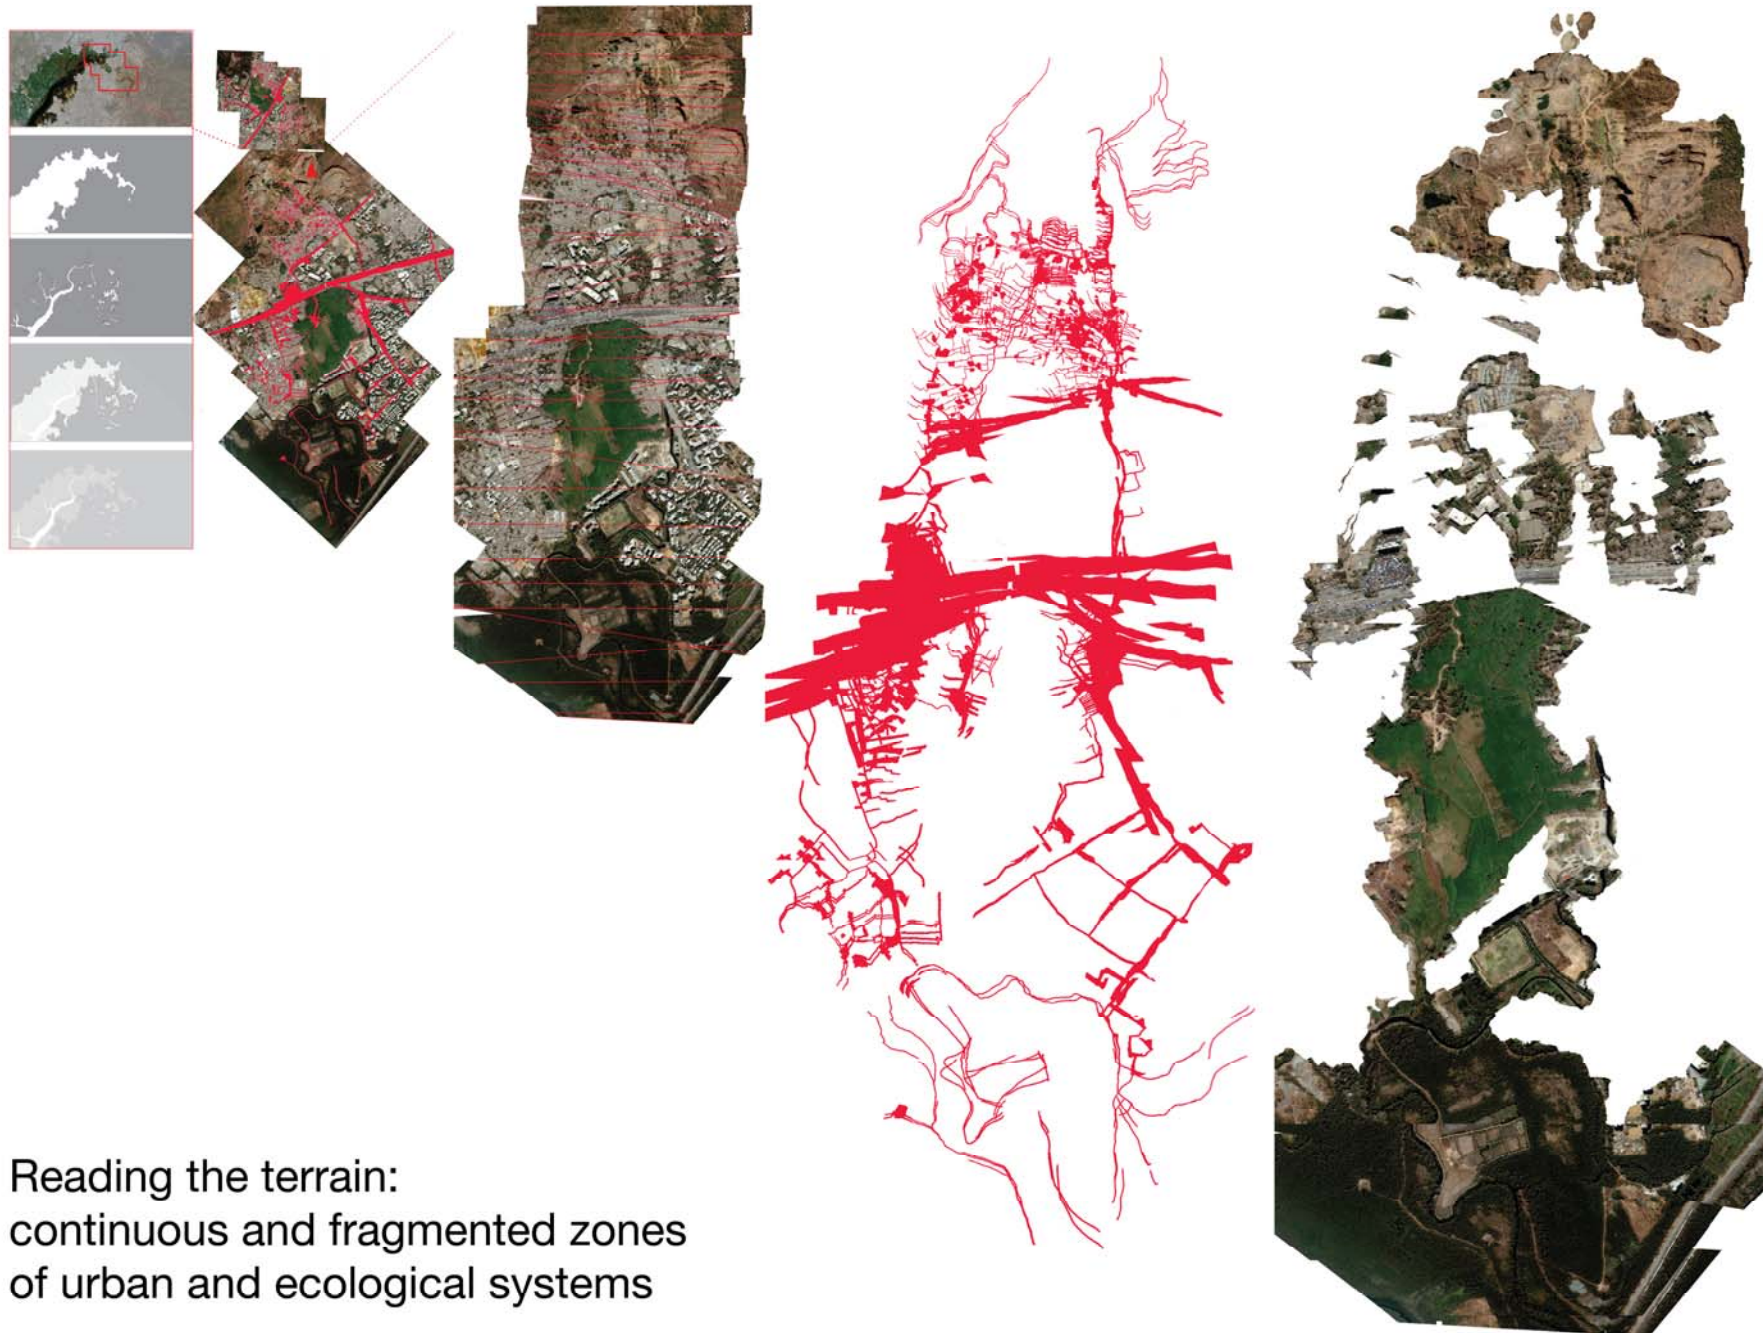 Reading the terrain:
continuous and fragmented zones
of urban and ecological systems